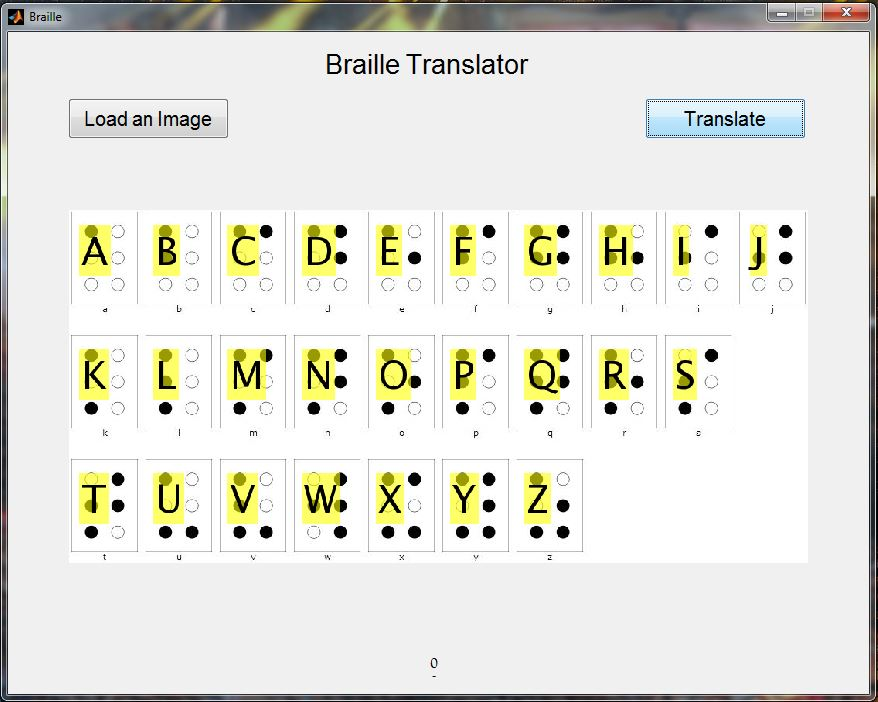 Braille
Braille Translator
Load an Image
Translate
A B C D E F G H I J
a b c d e f g h i j
K L M N O P Q R S
k l m n o p q r s
T U V W X Y Z
t u v w x y z
0
-